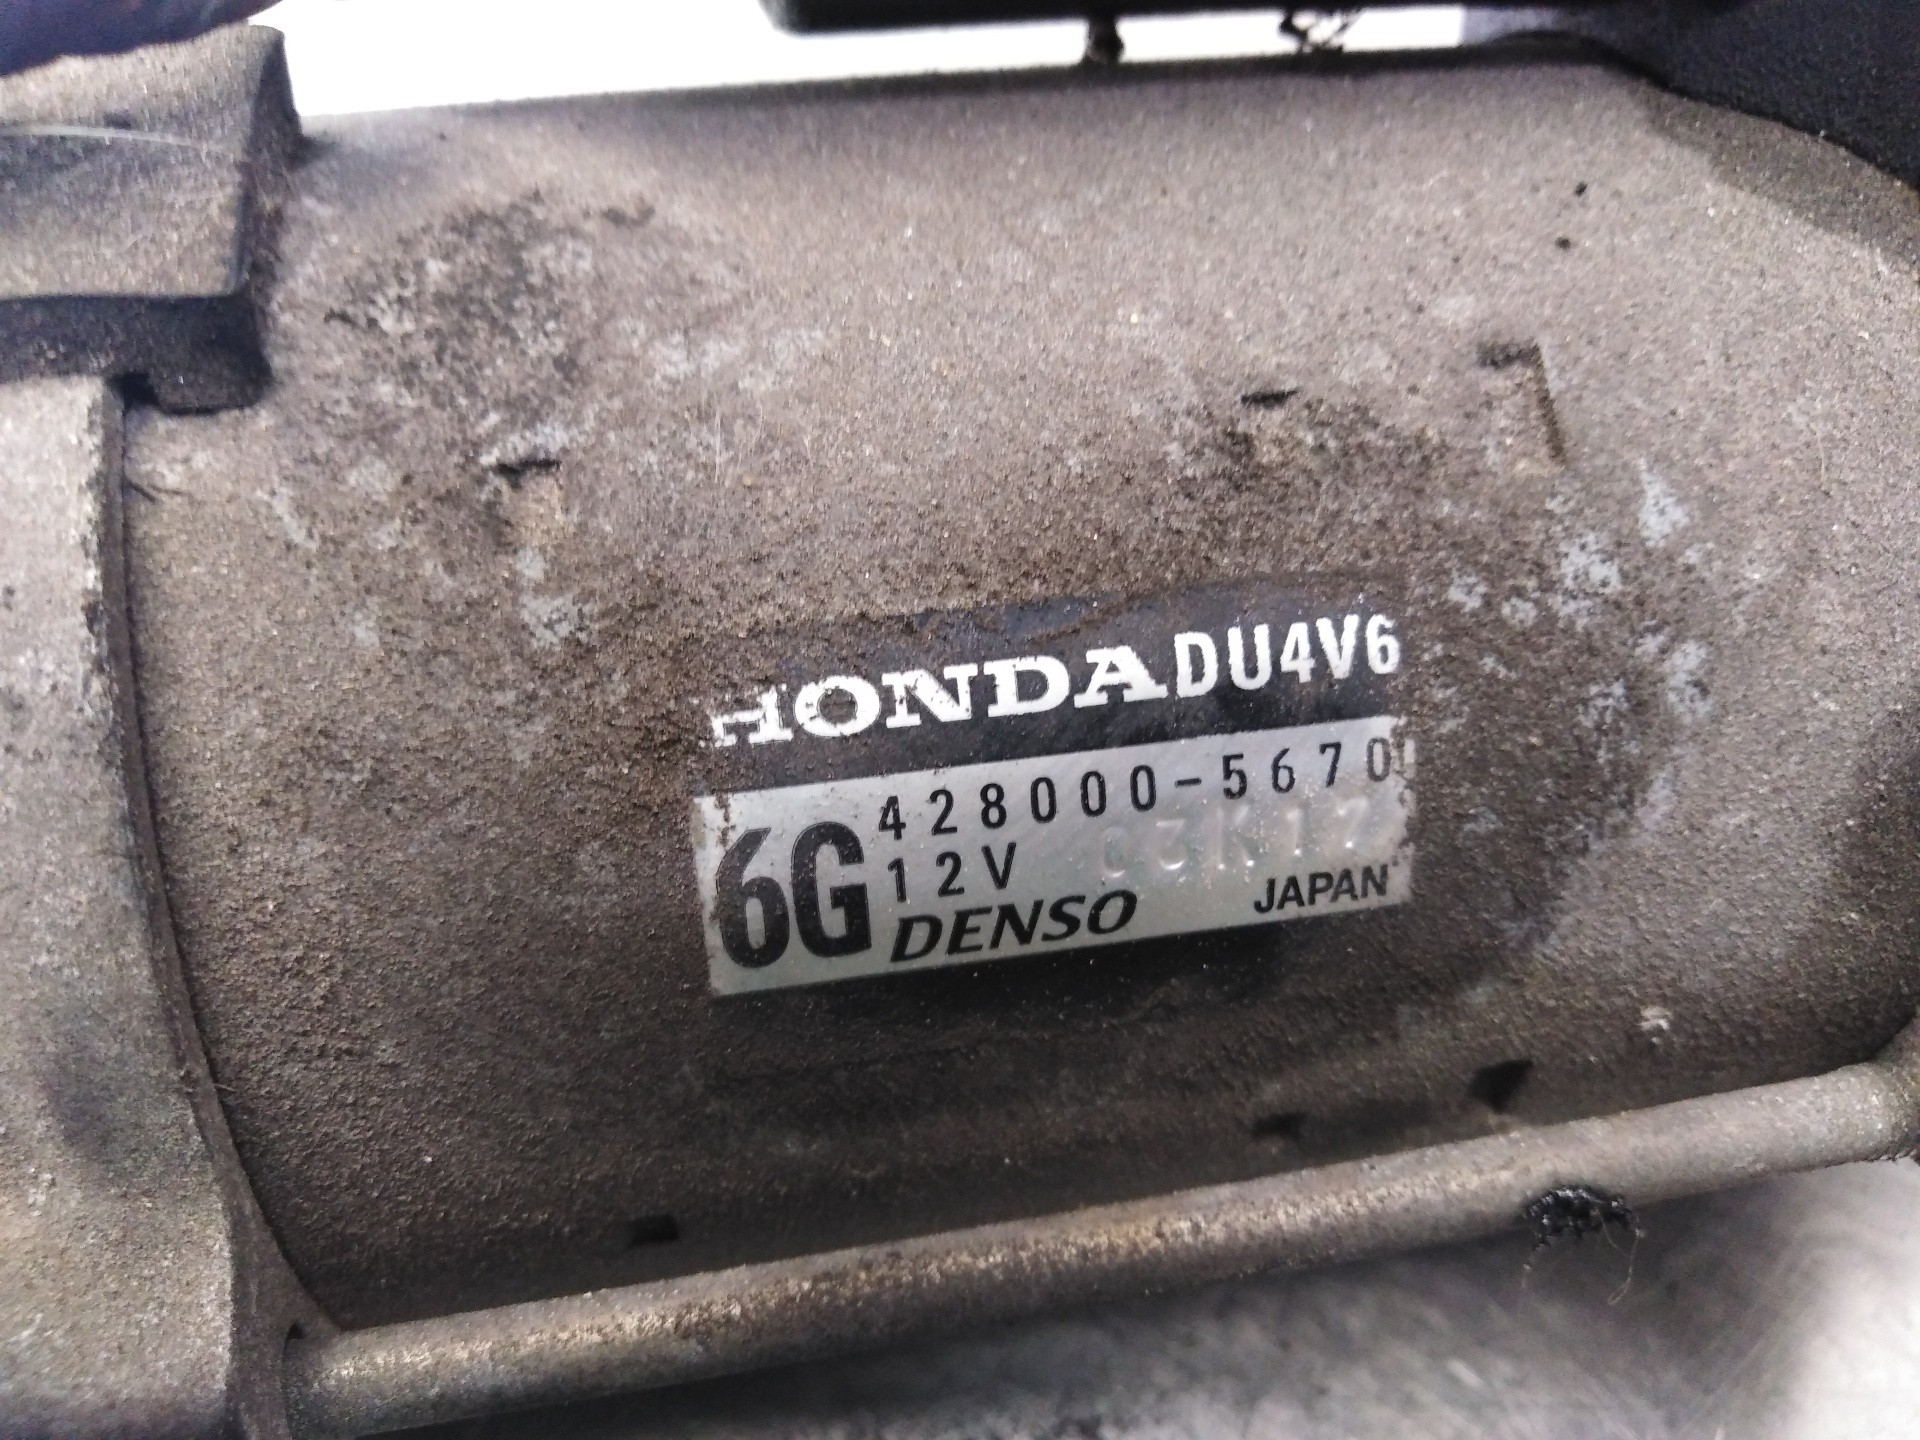 HONDA DU4V6
428000-5670
6G 12V
DENSO JAPAN